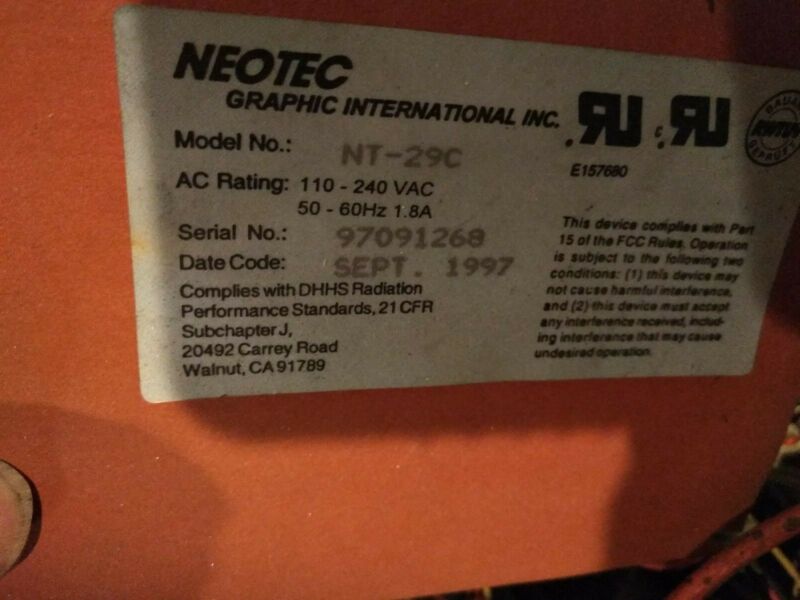 NEOTEC
GRAPHIC INTERNATIONAL INC.
Model No.: NT-29C
AC Rating: 110 - 240 VAC
50 - 60Hz 1.8A
Serial No.: 97091268
Date Code: SEPT. 1997
Complies with DHHS Radiation
Performance Standards, 21 CFR
Subchapter J,
20492 Carrey Road
Walnut, CA 91789
RU c RU
E157680
This device complies with Part
15 of the FCC Rules. Operation
is subject to the following two
conditions: (1) this device may
not cause harmful interference,
and (2) this device must accept
any interference received, includ-
ing interference that may cause
undesired operation.
GEPRÜFT